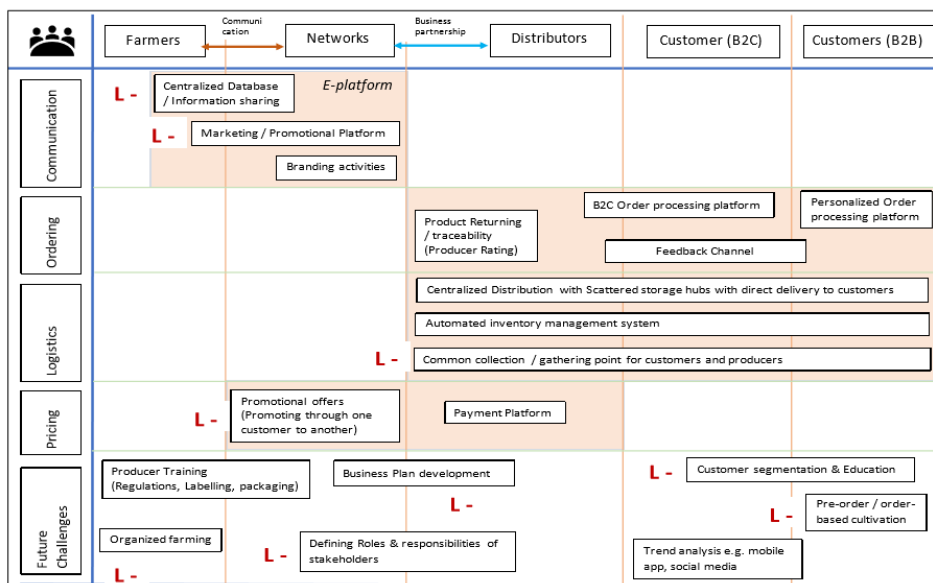 Communi
cation
Business
partnership
Farmers
Networks
Distributors
Customer (B2C)
Customers (B2B)
Communication
L -
Centralized Database
/ Information sharing
E-platform
L -
Marketing / Promotional Platform
Branding activities
Ordering
Product Returning
/ traceability
(Producer Rating)
B2C Order processing platform
Personalized Order
processing platform
Feedback Channel
Logistics
Centralized Distribution with Scattered storage hubs with direct delivery to customers
Automated inventory management system
L -
Common collection / gathering point for customers and producers
Pricing
L -
Promotional offers
(Promoting through one
customer to another)
Payment Platform
Future
Challenges
Producer Training
(Regulations, Labelling, packaging)
Business Plan development
L -
L -
Customer segmentation & Education
L -
Pre-order / order-
based cultivation
Organized farming
L -
L -
Defining Roles & responsibilities of
stakeholders
Trend analysis e.g. mobile
app, social media